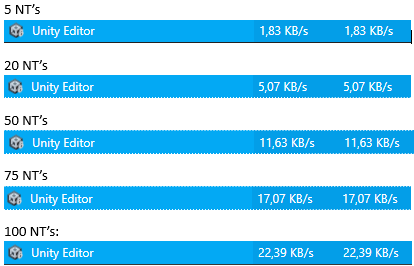 5 NT's
Unity Editor 1,83 KB/s 1,83 KB/s
20 NT's
Unity Editor 5,07 KB/s 5,07 KB/s
50 NT's
Unity Editor 11,63 KB/s 11,63 KB/s
75 NT's
Unity Editor 17,07 KB/s 17,07 KB/s
100 NT's:
Unity Editor 22,39 KB/s 22,39 KB/s